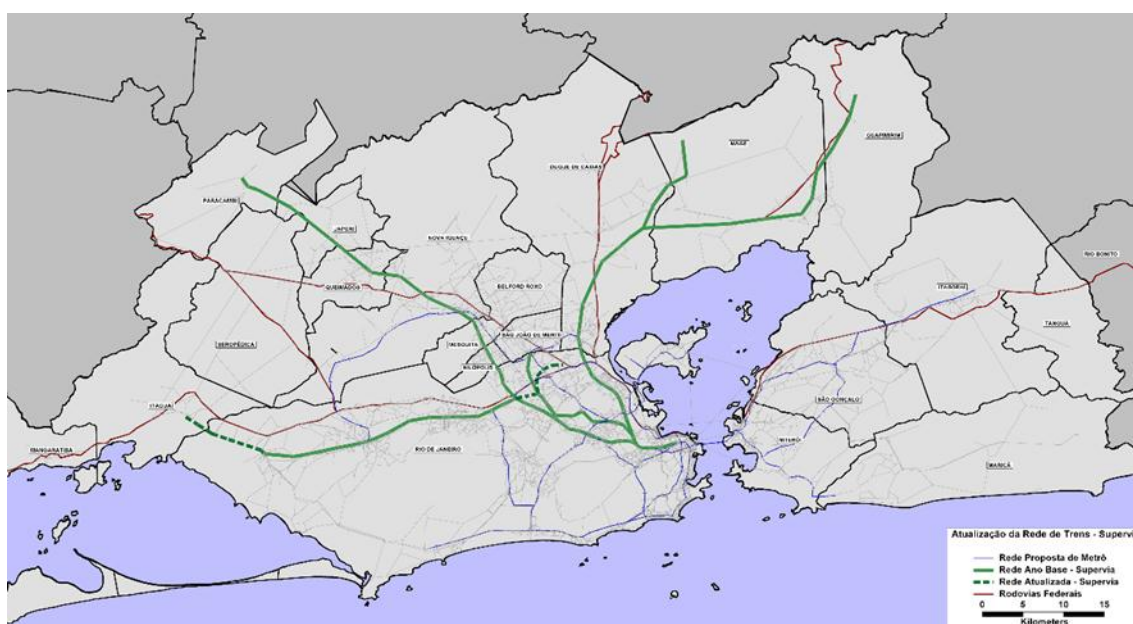 GUAPIMIRIM
MAGÉ
DUQUE DE CAXIAS
PARACAMBI
JAPERI
NOVA IGUAÇU
RIO BONITO
QUEIMADOS
BELFORD ROXO
ITABORAÍ
TANGUÁ
SÃO JOÃO DE MERITI
SEROPÉDICA
MESQUITA
NILÓPOLIS
ITAGUAÍ
SÃO GONÇALO
MANGARATIBA
RIO DE JANEIRO
NITERÓI
MARICÁ
Atualização da Rede de Trens - Supervi
Rede Proposta de Metrô
Rede Ano Base - Supervia
Rede Atualizada - Supervia
Rodovias Federais
0 5 10 15
Kilometers